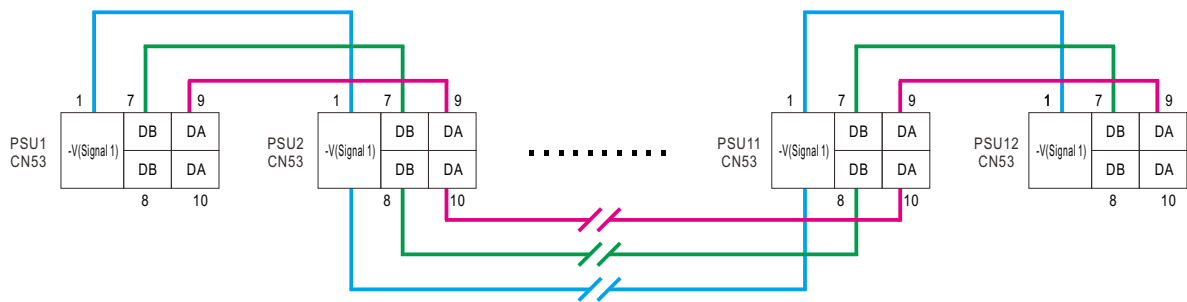 1 7 9 1 7 9 1 7 9 1 7 9
PSU1
CN53
-V(Signal 1)
DB DA
DB DA
PSU2
CN53
-V(Signal 1)
DB DA
DB DA
PSU11
CN53
-V(Signal 1)
DB DA
DB DA
PSU12
CN53
-V(Signal 1)
DB DA
DB DA
8 10 8 10 8 10 8 10